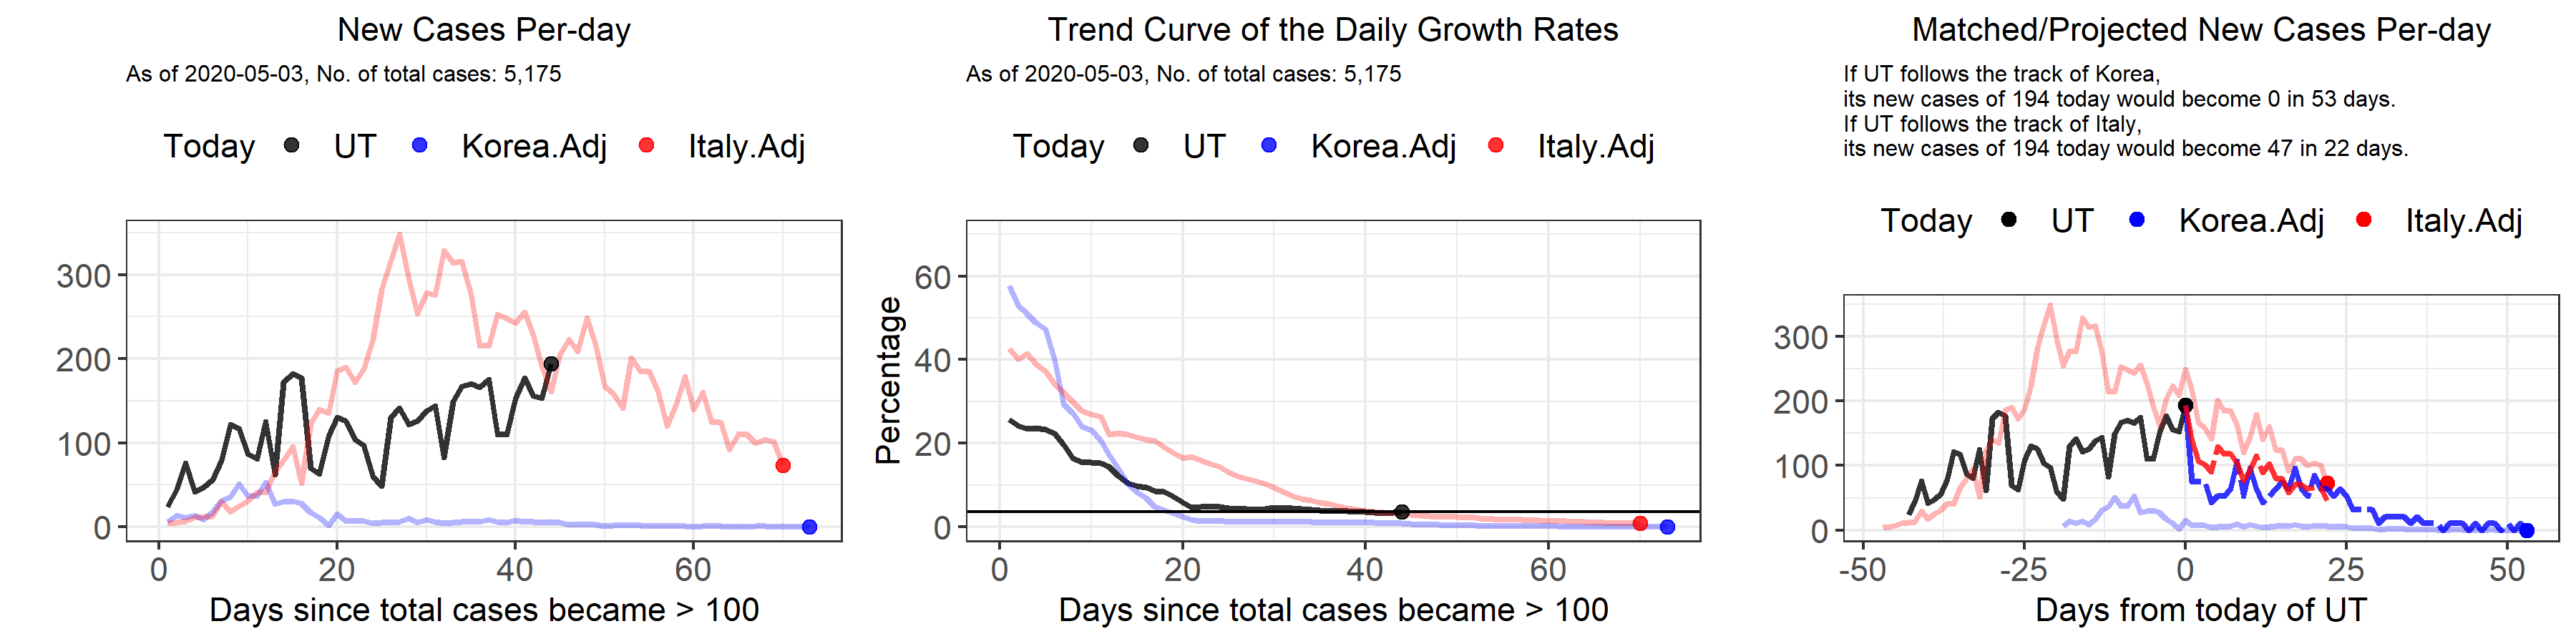 New Cases Per-day
As of 2020-05-03, No. of total cases: 5,175
Today UT Korea.Adj Italy.Adj
300
200
100
0
0 20 40 60
Days since total cases became > 100
Trend Curve of the Daily Growth Rates
As of 2020-05-03, No. of total cases: 5,175
Today UT Korea.Adj Italy.Adj
Percentage
60
40
20
0
0 20 40 60
Days since total cases became > 100
Matched/Projected New Cases Per-day
If UT follows the track of Korea,
its new cases of 194 today would become 0 in 53 days.
If UT follows the track of Italy,
its new cases of 194 today would become 47 in 22 days.
Today UT Korea.Adj Italy.Adj
300
200
100
0
-50 -25 0 25 50
Days from today of UT